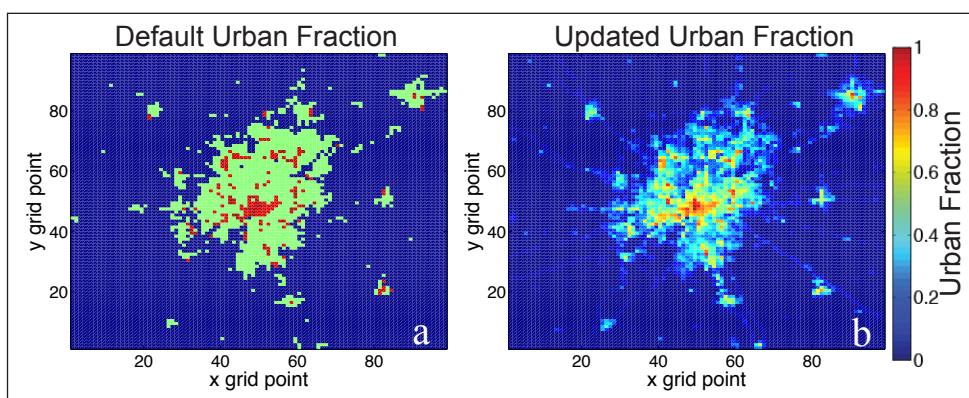 Default Urban Fraction
y grid point
80
60
40
20
20
40
60
80
x grid point
a
Updated Urban Fraction
y grid point
80
60
40
20
20
40
60
80
x grid point
b
1
0.8
0.6
0.4
0.2
0
Urban Fraction